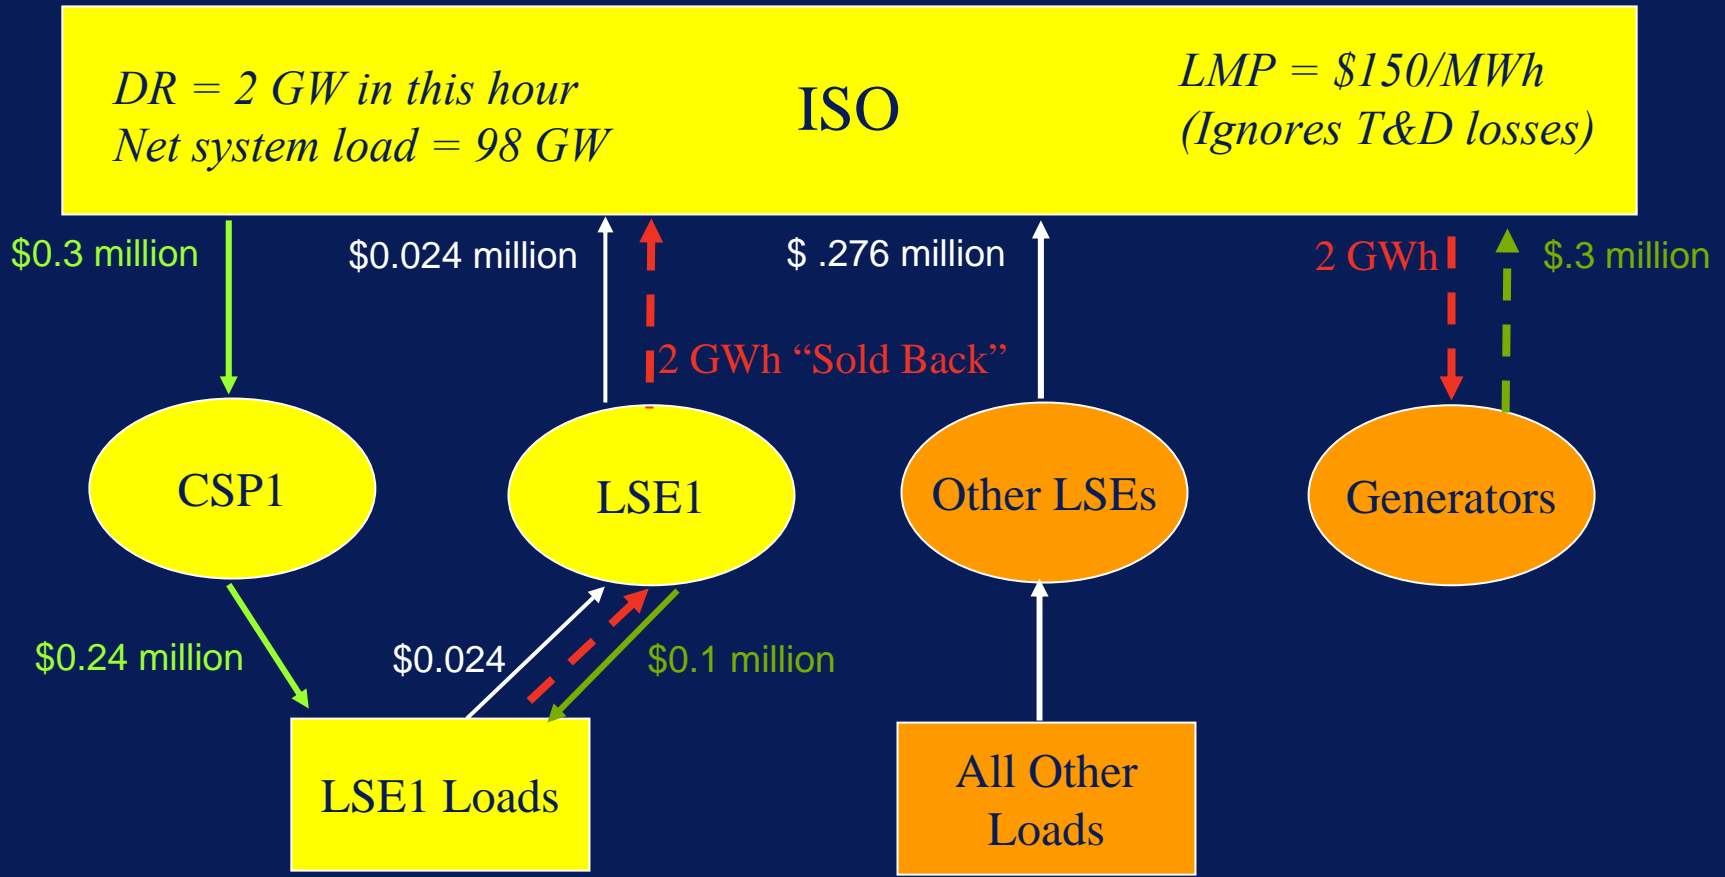 DR = 2 GW in this hour
Net system load = 98 GW
ISO
LMP = $150/MWh
(Ignores T&D losses)
$0.3 million
$0.024 million
$ .276 million
2 GWh
$.3 million
2 GWh “Sold Back”
CSP1
LSE1
Other LSEs
Generators
$0.24 million
$0.024
$0.1 million
LSE1 Loads
All Other
Loads